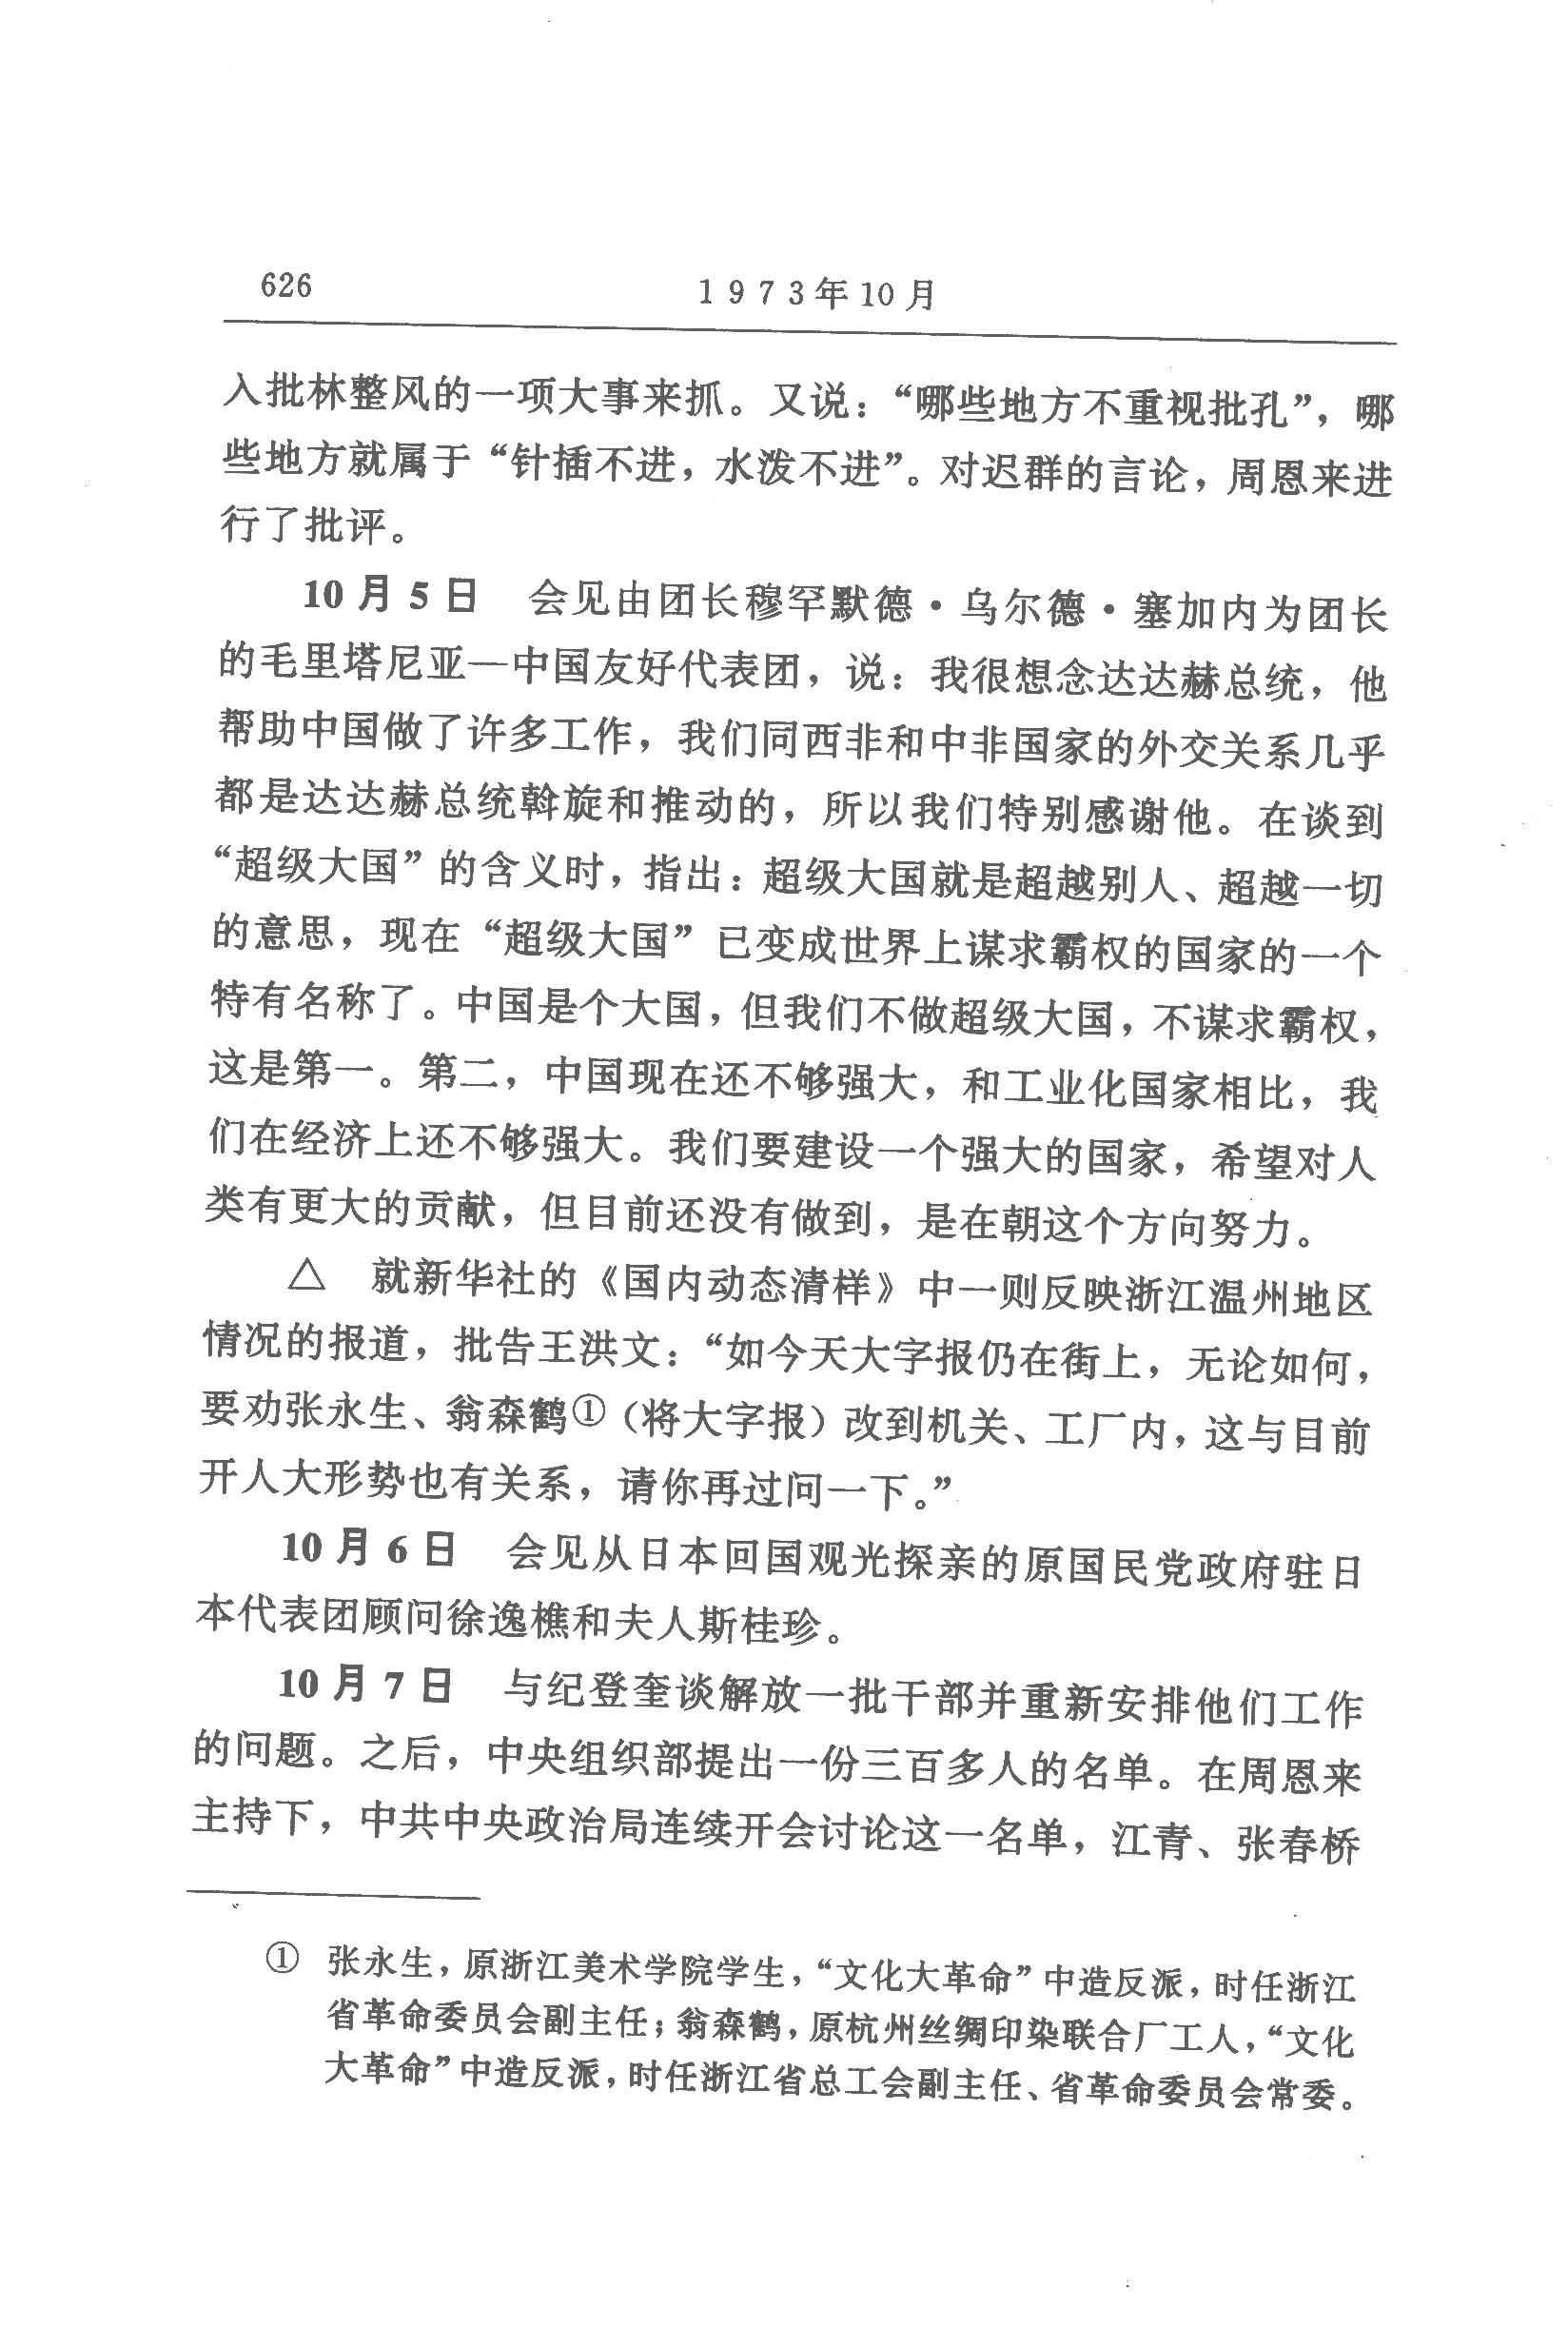 626
1973年10月
入批林整风的一项大事来抓。又说：“哪些地方不重视批孔”，哪
些地方就属于“针插不进，水泼不进”。对迟群的言论，周恩来进
行了批评。
10月5日　会见由团长穆罕默德·乌尔德·塞加内为团长
的毛里塔尼亚—中国友好代表团，说：我很想念达达赫总统，他
帮助中国做了许多工作，我们同西非和中非国家的外交关系几乎
都是达达赫总统斡旋和推动的，所以我们特别感谢他。在谈到
“超级大国”的含义时，指出：超级大国就是超越别人、超越一切
的意思，现在“超级大国”已变成世界上谋求霸权的国家的一个
特有名称了。中国是个大国，但我们不做超级大国，不谋求霸权，
这是第一。第二，中国现在还不够强大，和工业化国家相比，我
们在经济上还不够强大。我们要建设一个强大的国家，希望对人
类有更大的贡献，但目前还没有做到，是在朝这个方向努力。
△　就新华社的《国内动态清样》中一则反映浙江温州地区
情况的报道，批告王洪文：“如今天大字报仍在街上，无论如何，
要劝张永生、翁森鹤①（将大字报）改到机关、工厂内，这与目前
开人大形势也有关系，请你再过问一下。”
10月6日　会见从日本回国观光探亲的原国民党政府驻日
本代表团顾问徐逸樵和夫人斯桂珍。
10月7日　与纪登奎谈解放一批干部并重新安排他们工作
的问题。之后，中央组织部提出一份三百多人的名单。在周恩来
主持下，中共中央政治局连续开会讨论这一名单，江青、张春桥
①　张永生，原浙江美术学院学生，“文化大革命”中造反派，时任浙江
省革命委员会副主任；翁森鹤，原杭州丝绸印染联合厂工人，“文化
大革命”中造反派，时任浙江省总工会副主任、省革命委员会常委。